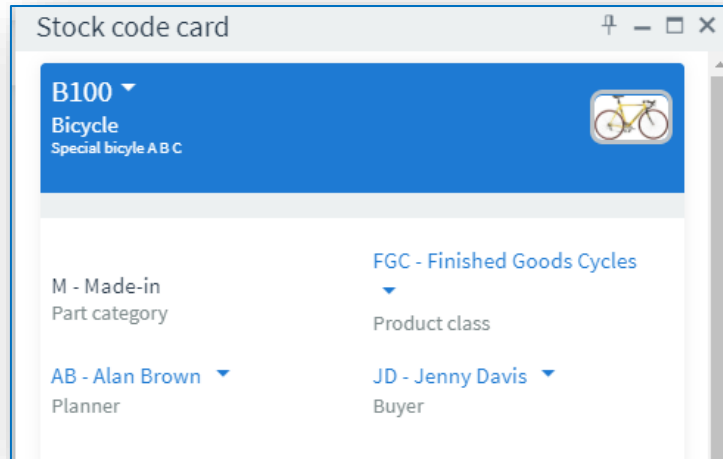 Stock code card
B100
Bicycle
Special bicyle A B C
M - Made-in
Part category
FGC - Finished Goods Cycles
Product class
AB - Alan Brown
Planner
JD - Jenny Davis
Buyer